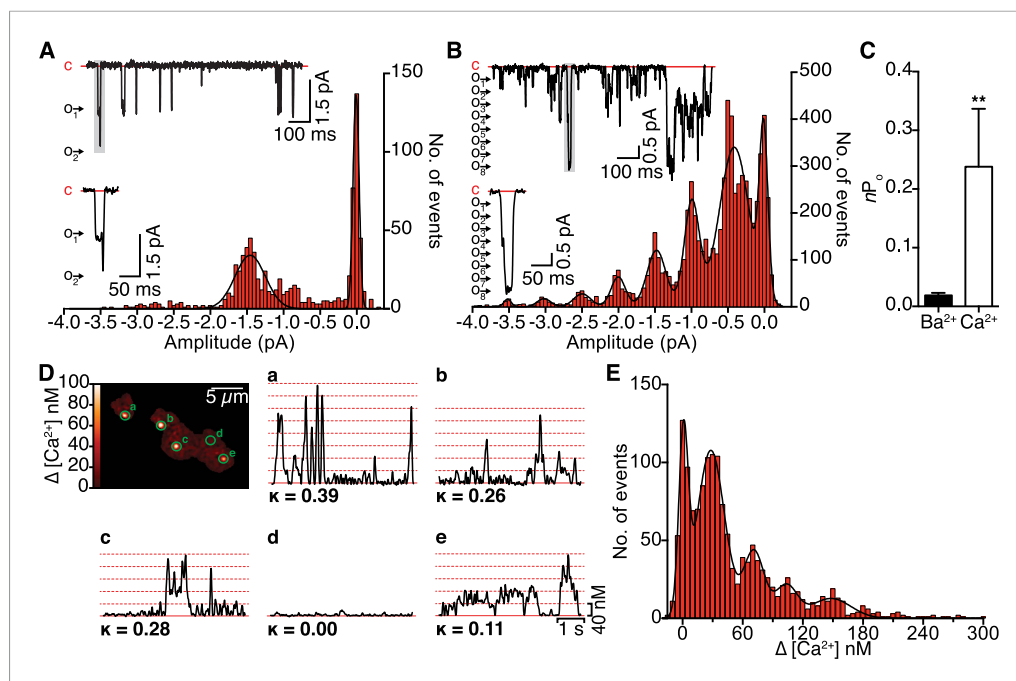 A
C
O1
O2
1.5 pA
100 ms
C
O1
O2
1.5 pA
50 ms
150
100
50
0
No. of events
-4.0 -3.5 -3.0 -2.5 -2.0 -1.5 -1.0 -0.5 0.0
Amplitude (pA)
B
C
O1
O2
O3
O4
O5
O6
O7
O8
0.5 pA
100 ms
C
O1
O2
O3
O4
O5
O6
O7
O8
0.5 pA
50 ms
500
400
300
200
100
0
No. of events
-4.0 -3.5 -3.0 -2.5 -2.0 -1.5 -1.0 -0.5 0.0
Amplitude (pA)
C
nPo
0.4
0.3
0.2
0.1
0.0
**
Ba2+ Ca2+
D
Δ [Ca2+] nM
100
80
60
40
20
0
5 µm
a
b
c
d
e
a
κ = 0.39
b
κ = 0.26
c
κ = 0.28
d
κ = 0.00
e
κ = 0.11
1 s
40 nM
E
No. of events
150
100
50
0
0 60 120 180 240 300
Δ [Ca2+] nM